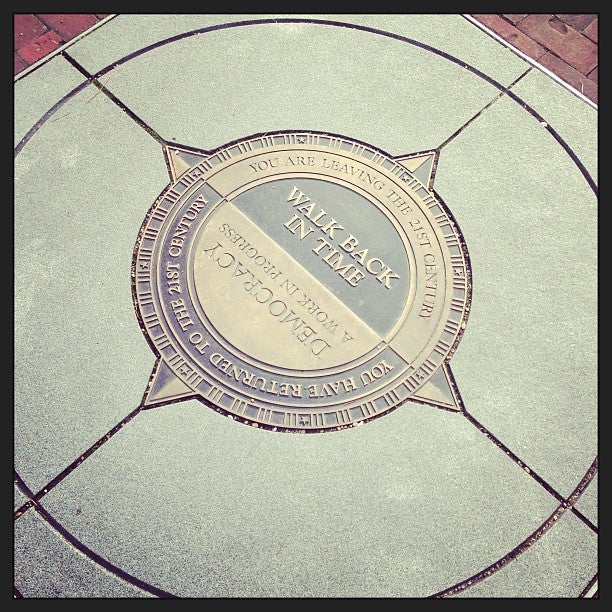 YOU ARE LEAVING THE 21ST CENTURY
WALK BACK
IN TIME
DEMOCRACY
A WORK IN PROGRESS
YOU HAVE RETURNED TO THE 21ST CENTURY